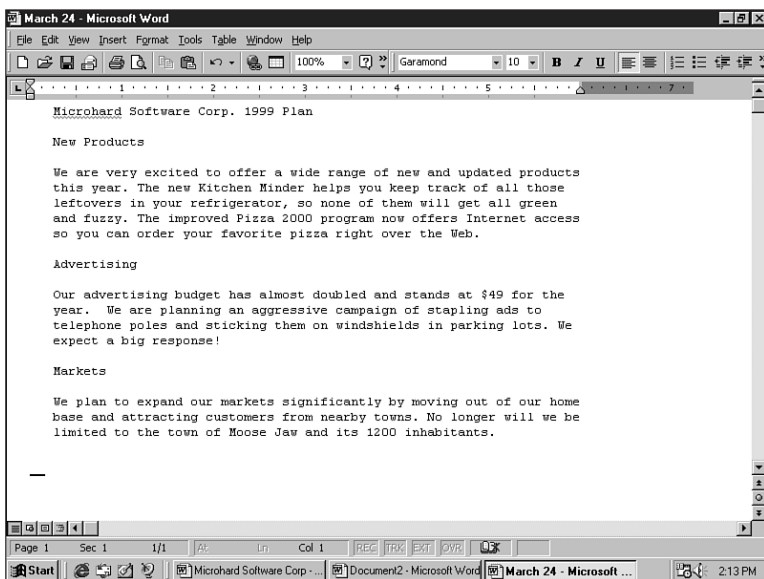 March 24 - Microsoft Word
File Edit View Insert Format Tools Table Window Help
100% Garamond 10 B I U
1 2 3 4 5 7
Microhard Software Corp. 1999 Plan
New Products
We are very excited to offer a wide range of new and updated products
this year. The new Kitchen Minder helps you keep track of all those
leftovers in your refrigerator, so none of them will get all green
and fuzzy. The improved Pizza 2000 program now offers Internet access
so you can order your favorite pizza right over the Web.
Advertising
Our advertising budget has almost doubled and stands at $49 for the
year. We are planning an aggressive campaign of stapling ads to
telephone poles and sticking them on windshields in parking lots. We
expect a big response!
Markets
We plan to expand our markets significantly by moving out of our home
base and attracting customers from nearby towns. No longer will we be
limited to the town of Moose Jaw and its 1200 inhabitants.
Page 1 Sec 1 1/1 At Ln Col 1 REC TRK EXT OVR
Start Microhard Software Corp - ... Document2 - Microsoft Word March 24 - Microsoft ... 2:13 PM